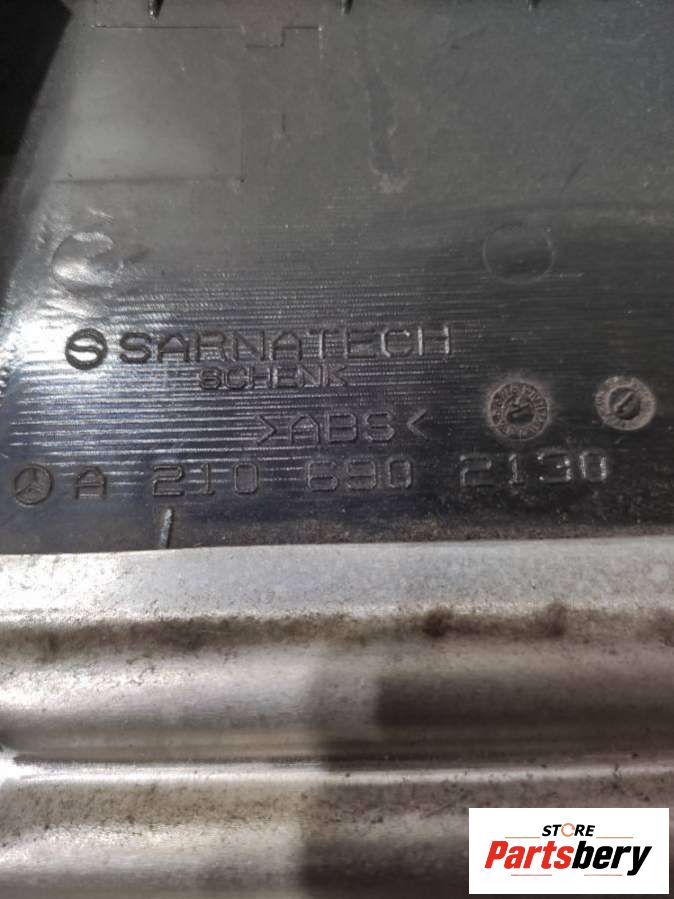 SARNATECH
SCHENK
>ABS<
A 210 690 2130
STORE
Partsbery